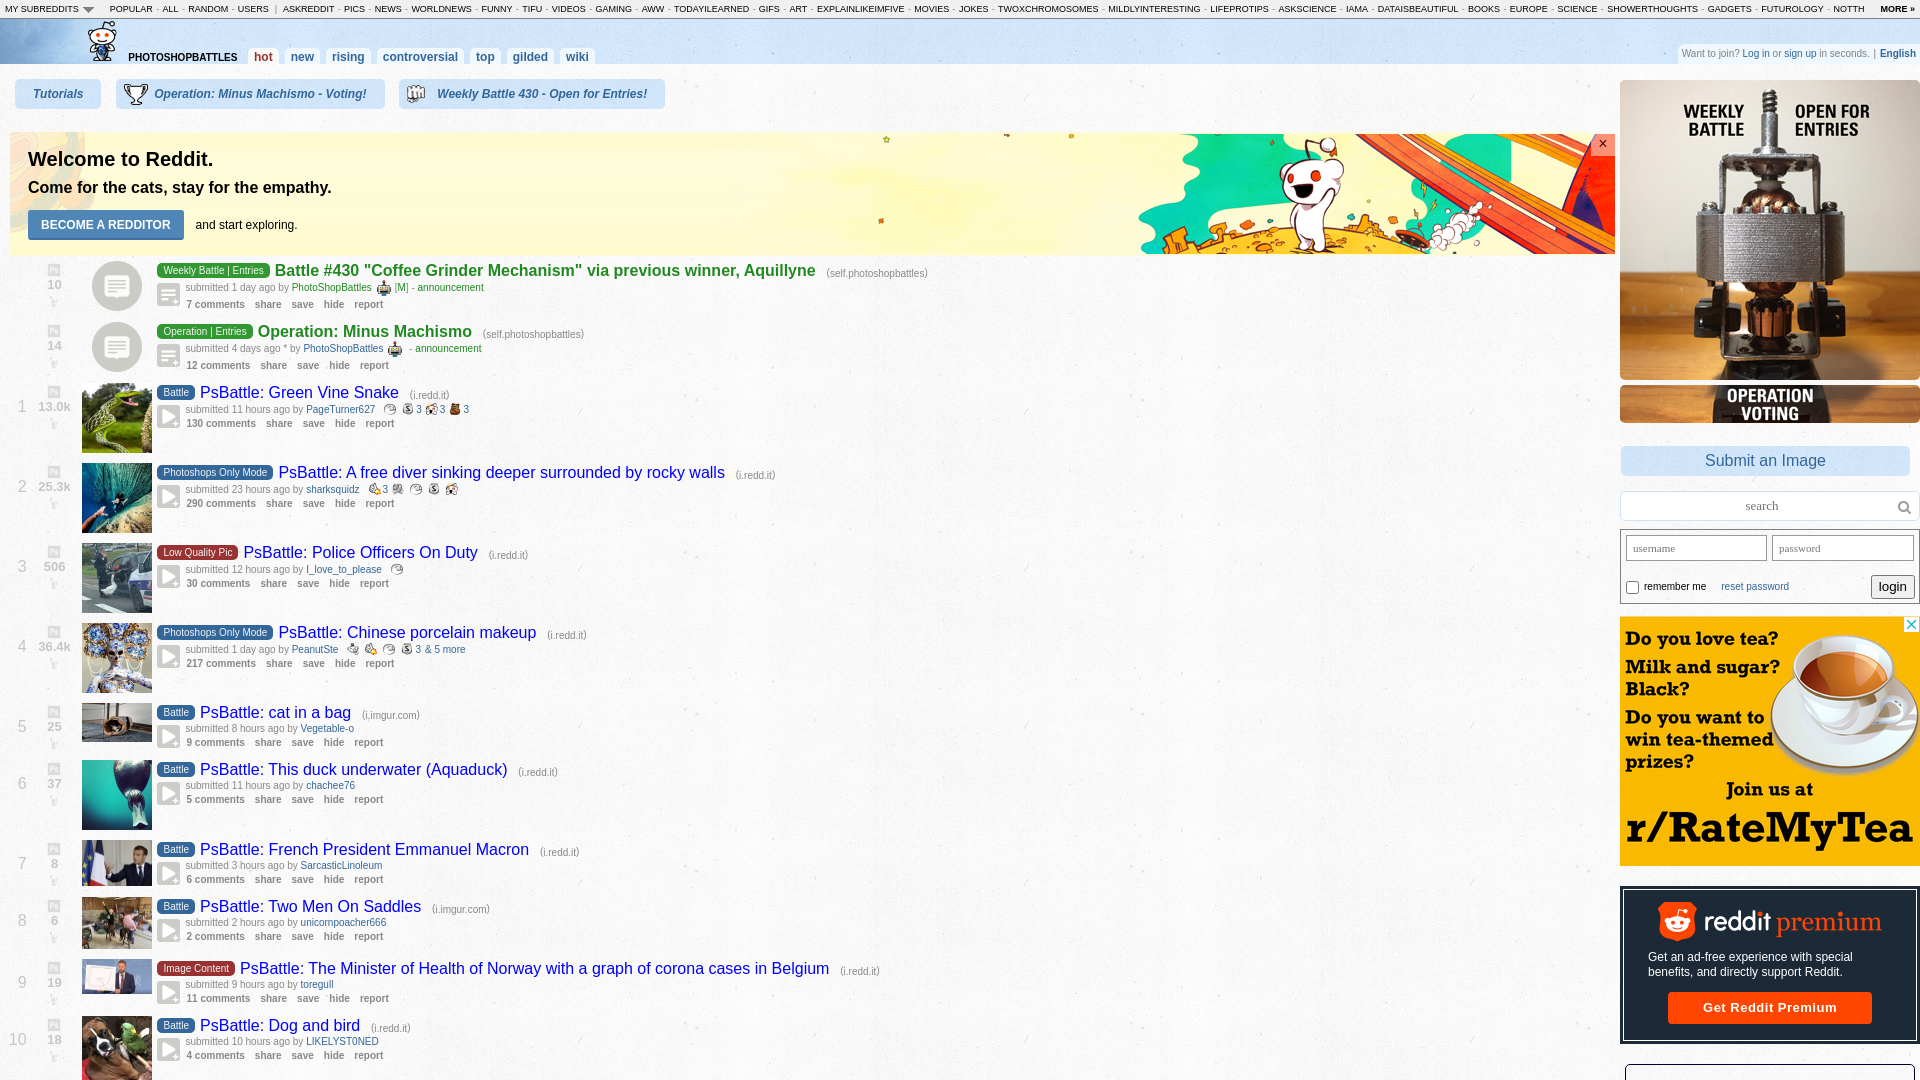 MY SUBREDDITS POPULAR - ALL - RANDOM - USERS | ASKREDDIT - PICS - NEWS - WORLDNEWS - FUNNY - TIFU - VIDEOS - GAMING - AWW - TODAYILEARNED - GIFS - ART - EXPLAINLIKEIMFIVE - MOVIES - JOKES - TWOXCHROMOSOMES - MILDLYINTERESTING - LIFEPROTIPS - ASKSCIENCE - IAMA - DATAISBEAUTIFUL - BOOKS - EUROPE - SCIENCE - SHOWERTHOUGHTS - GADGETS - FUTUROLOGY - NOTTH MORE »
PHOTOSHOPBATTLES hot new rising controversial top gilded wiki
Want to join? Log in or sign up in seconds. | English
Tutorials
Operation: Minus Machismo - Voting!
Weekly Battle 430 - Open for Entries!
Welcome to Reddit.
Come for the cats, stay for the empathy.
BECOME A REDDITOR and start exploring.
×
Ps
10
Weekly Battle | Entries Battle #430 "Coffee Grinder Mechanism" via previous winner, Aquillyne (self.photoshopbattles)
submitted 1 day ago by PhotoShopBattles [M] - announcement
7 comments share save hide report
Ps
14
Operation | Entries Operation: Minus Machismo (self.photoshopbattles)
submitted 4 days ago * by PhotoShopBattles - announcement
12 comments share save hide report
1
Ps
13.0k
Battle PsBattle: Green Vine Snake (i.redd.it)
submitted 11 hours ago by PageTurner627 3 3 3
130 comments share save hide report
2
Ps
25.3k
Photoshops Only Mode PsBattle: A free diver sinking deeper surrounded by rocky walls (i.redd.it)
submitted 23 hours ago by sharksquidz 3
290 comments share save hide report
3
Ps
506
Low Quality Pic PsBattle: Police Officers On Duty (i.redd.it)
submitted 12 hours ago by I_love_to_please
30 comments share save hide report
4
Ps
36.4k
Photoshops Only Mode PsBattle: Chinese porcelain makeup (i.redd.it)
submitted 1 day ago by PeanutSte 3 & 5 more
217 comments share save hide report
5
Ps
25
Battle PsBattle: cat in a bag (i.imgur.com)
submitted 8 hours ago by Vegetable-o
9 comments share save hide report
6
Ps
37
Battle PsBattle: This duck underwater (Aquaduck) (i.redd.it)
submitted 11 hours ago by chachee76
5 comments share save hide report
7
Ps
8
Battle PsBattle: French President Emmanuel Macron (i.redd.it)
submitted 3 hours ago by SarcasticLinoleum
6 comments share save hide report
8
Ps
6
Battle PsBattle: Two Men On Saddles (i.imgur.com)
submitted 2 hours ago by unicornpoacher666
2 comments share save hide report
9
Ps
19
Image Content PsBattle: The Minister of Health of Norway with a graph of corona cases in Belgium (i.redd.it)
submitted 9 hours ago by toregull
11 comments share save hide report
10
Ps
18
Battle PsBattle: Dog and bird (i.redd.it)
submitted 10 hours ago by LIKELYST0NED
4 comments share save hide report
WEEKLY BATTLE
OPEN FOR ENTRIES
OPERATION
VOTING
Submit an Image
search
username password
remember me reset password login
Do you love tea?
Milk and sugar?
Black?
Do you want to
win tea-themed
prizes?
Join us at
r/RateMyTea
reddit premium
Get an ad-free experience with special
benefits, and directly support Reddit.
Get Reddit Premium